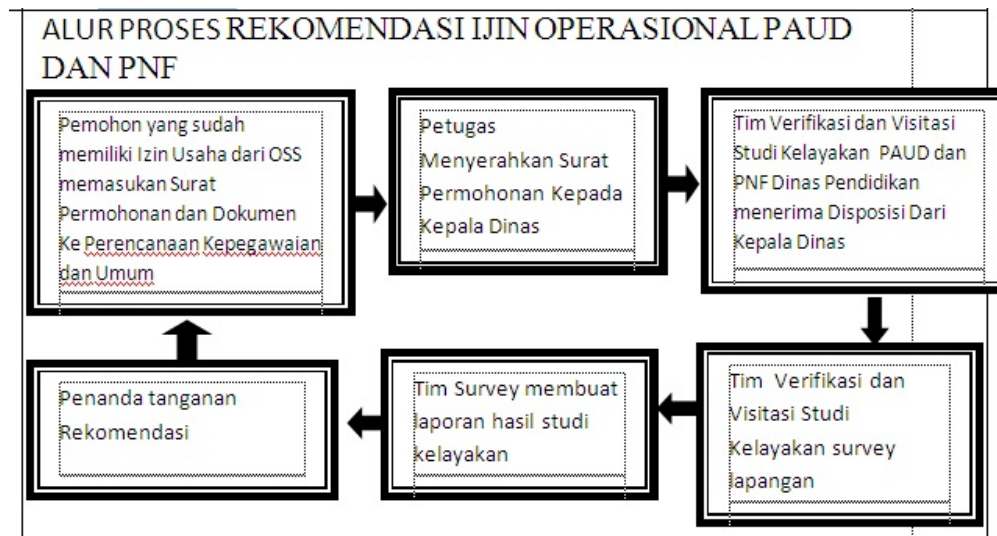 ALUR PROSES REKOMENDASI IJIN OPERASIONAL PAUD
DAN PNF
Pemohon yang sudah
memiliki Izin Usaha dari OSS
memasukan Surat
Permohonan dan Dokumen
Ke Perencanaan Kepegawaian
dan Umum
Petugas
Menyerahkan Surat
Permohonan Kepada
Kepala Dinas
Tim Verifikasi dan Visitasi
Studi Kelayakan PAUD dan
PNF Dinas Pendidikan
menerima Disposisi Dari
Kepala Dinas
Tim Verifikasi dan
Visitasi Studi
Kelayakan survey
lapangan
Tim Survey membuat
laporan hasil studi
kelayakan
Penanda tanganan
Rekomendasi